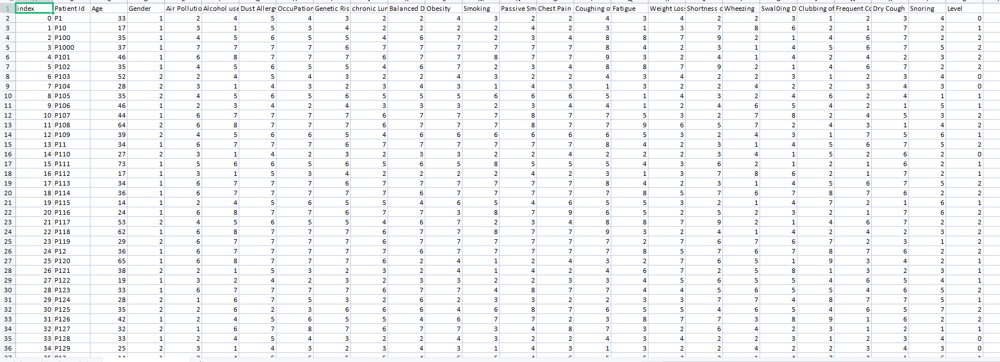 1 index Patient Id Age Gender Air Pollutio Alcohol use Dust Allergy OccuPation Genetic Ris chronic Lun Balanced D Obesity Smoking Passive Sm Chest Pain Coughing of Fatigue Weight Loss Shortness o Wheezing Swal0ing D Clubbing of Frequent Co Dry Cough Snoring Level
2 0 P1 33 1 2 4 5 4 3 2 2 4 3 2 2 4 3 4 2 2 3 1 2 3 4 0
3 1 P10 17 1 3 1 5 3 4 2 2 2 2 4 2 3 1 3 7 8 6 2 1 7 2 1
4 2 P100 35 1 4 5 6 5 5 4 6 7 2 3 4 8 8 7 9 2 1 4 6 7 2 2
5 3 P1000 37 1 7 7 7 7 6 7 7 7 7 7 7 8 4 2 3 1 4 5 6 7 5 2
6 4 P101 46 1 6 8 7 7 7 6 7 7 8 7 7 9 3 2 4 1 4 2 4 2 3 2
7 5 P102 35 1 4 5 6 5 5 4 6 7 2 3 4 8 8 7 9 2 1 4 6 7 2 2
8 6 P103 52 2 2 4 5 4 3 2 2 4 3 2 2 4 3 4 2 2 3 1 2 3 4 0
9 7 P104 28 2 3 1 4 3 2 3 4 3 1 4 3 1 3 2 2 4 2 2 3 4 3 0
10 8 P105 35 2 4 5 6 5 6 5 5 5 6 6 6 5 1 4 3 2 4 6 2 4 1 1
11 9 P106 46 1 2 3 4 2 4 3 3 3 2 3 4 4 1 2 4 6 5 4 2 1 5 1
12 10 P107 44 1 6 7 7 7 7 6 7 7 7 8 7 7 5 3 2 7 8 2 4 5 3 2
13 11 P108 64 2 6 8 7 7 7 6 7 7 7 8 7 7 9 6 5 7 2 4 3 1 4 2
14 12 P109 39 2 4 5 6 6 5 4 6 6 6 6 6 6 5 3 2 4 3 1 7 5 6 1
15 13 P11 34 1 6 7 7 7 6 7 7 7 7 7 7 8 4 2 3 1 4 5 6 7 5 2
16 14 P110 27 2 3 1 4 2 3 2 3 3 2 2 4 2 2 2 3 4 1 5 2 6 2 0
17 15 P111 73 1 5 6 6 5 6 5 6 5 8 5 5 5 4 3 6 2 1 2 1 6 2 1
18 16 P112 17 1 3 1 5 3 4 2 2 2 2 4 2 3 1 3 7 8 6 2 1 7 2 1
19 17 P113 34 1 6 7 7 7 6 7 7 7 7 7 7 8 4 2 3 1 4 5 6 7 5 2
20 18 P114 36 1 6 7 7 7 7 7 6 7 7 7 7 7 8 5 7 6 7 8 7 6 2 2
21 19 P115 14 1 2 4 5 6 5 5 4 6 5 4 6 5 5 3 2 1 4 7 2 1 6 1
22 20 P116 24 1 6 8 7 7 6 7 7 3 8 7 9 6 5 2 5 2 3 2 1 7 6 2
23 21 P117 53 2 4 5 6 5 5 4 6 7 2 3 4 8 8 7 9 2 1 4 6 7 2 2
24 22 P118 62 1 6 8 7 7 7 6 7 7 8 7 7 9 3 2 4 1 4 2 4 2 3 2
25 23 P119 29 2 6 7 7 7 7 6 7 7 7 7 7 7 2 7 6 7 6 7 2 3 1 2
26 24 P12 36 1 6 7 7 7 7 7 6 7 7 7 7 7 8 5 7 6 7 8 7 6 2 2
27 25 P120 65 1 6 8 7 7 7 6 2 4 1 2 4 3 2 7 6 5 1 9 3 4 2 1
28 26 P121 38 2 2 1 5 3 2 3 2 4 1 4 2 4 6 7 2 5 8 1 3 2 3 1
29 27 P122 19 1 3 2 4 2 3 2 3 3 2 2 3 3 4 5 6 5 5 4 6 5 4 1
30 28 P123 33 1 6 7 7 7 7 6 7 7 4 8 7 7 4 4 5 6 5 5 4 6 5 2
31 29 P124 28 2 1 6 7 5 3 2 6 2 3 3 2 2 3 3 7 7 4 8 7 7 5 1
32 30 P125 35 2 2 6 2 3 6 6 6 4 6 8 7 6 5 5 4 6 5 4 6 5 7 2
33 31 P126 42 1 2 4 5 6 5 5 4 6 7 7 2 3 8 7 7 3 8 9 1 6 2 2
34 32 P127 32 2 1 6 7 8 7 6 7 7 3 4 8 7 3 2 6 4 2 3 1 2 1 1
35 33 P128 33 1 2 4 5 4 3 2 2 4 3 2 2 4 3 4 2 2 3 1 2 3 4 0
36 34 P129 25 2 3 1 4 3 2 3 4 3 1 4 3 1 3 2 2 4 2 2 3 4 3 0